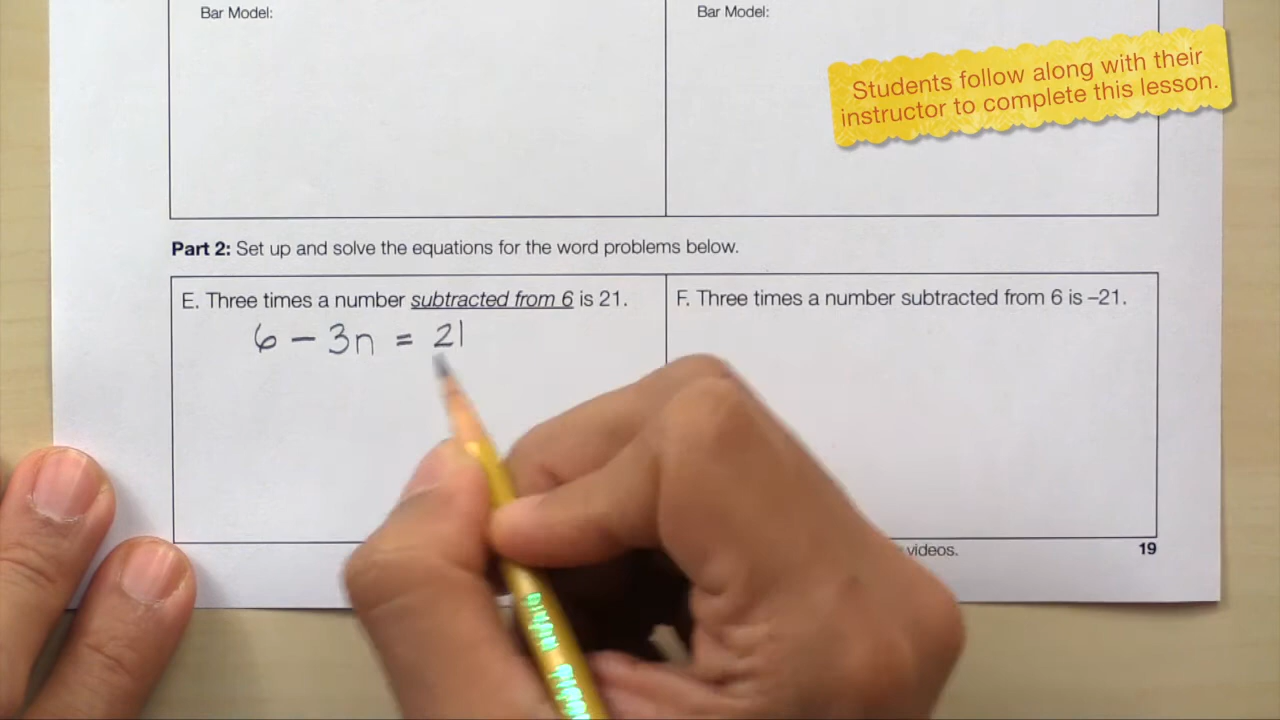 Bar Model:
Bar Model:
Students follow along with their
instructor to complete this lesson.
Part 2: Set up and solve the equations for the word problems below.
E. Three times a number subtracted from 6 is 21.
6 − 3n = 21
F. Three times a number subtracted from 6 is –21.
videos.
19